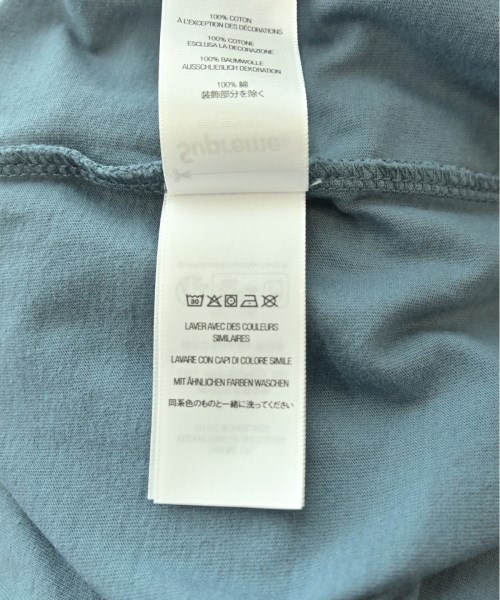 100% COTON
À L'EXCEPTION DES DÉCORATIONS
100% COTONE
ESCLUSA LA DECORAZIONE
100% BAUMWOLLE
AUSSCHLIEẞLICH DEKORATION
100% 綿
装飾部分を除く
Supreme
30
LAVER AVEC DES COULEURS
SIMILAIRES
LAVARE CON CAPI DI COLORE SIMILE
MIT ÄHNLICHEN FARBEN WASCHEN
同系色のものと一緒に洗ってください